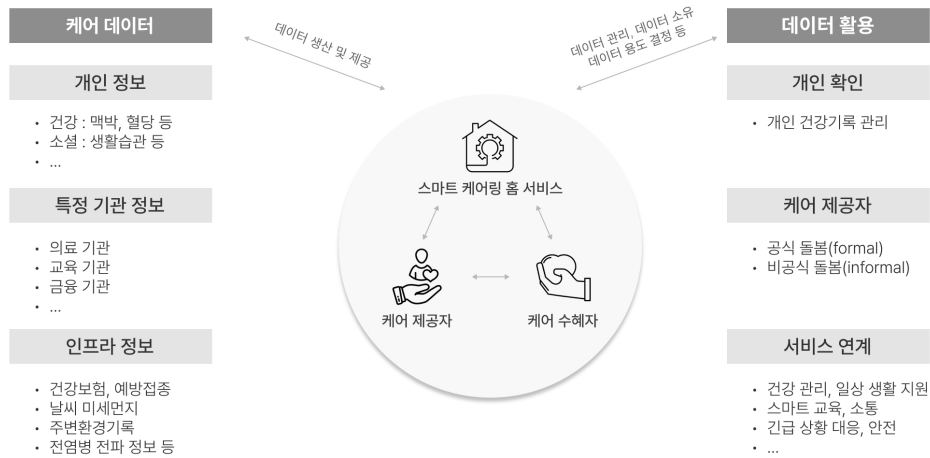 케어 데이터
데이터 생산 및 제공
데이터 관리, 데이터 소유
데이터 용도 결정 등
데이터 활용
개인 정보
• 건강 : 맥박, 혈당 등
• 소셜 : 생활습관 등
• ...
특정 기관 정보
• 의료 기관
• 교육 기관
• 금융 기관
• ...
인프라 정보
• 건강보험, 예방접종
• 날씨 미세먼지
• 주변환경기록
• 전염병 전파 정보 등
스마트 케어링 홈 서비스
케어 제공자
케어 수혜자
개인 확인
• 개인 건강기록 관리
케어 제공자
• 공식 돌봄(formal)
• 비공식 돌봄(informal)
서비스 연계
• 건강 관리, 일상 생활 지원
• 스마트 교육, 소통
• 긴급 상황 대응, 안전
• ...